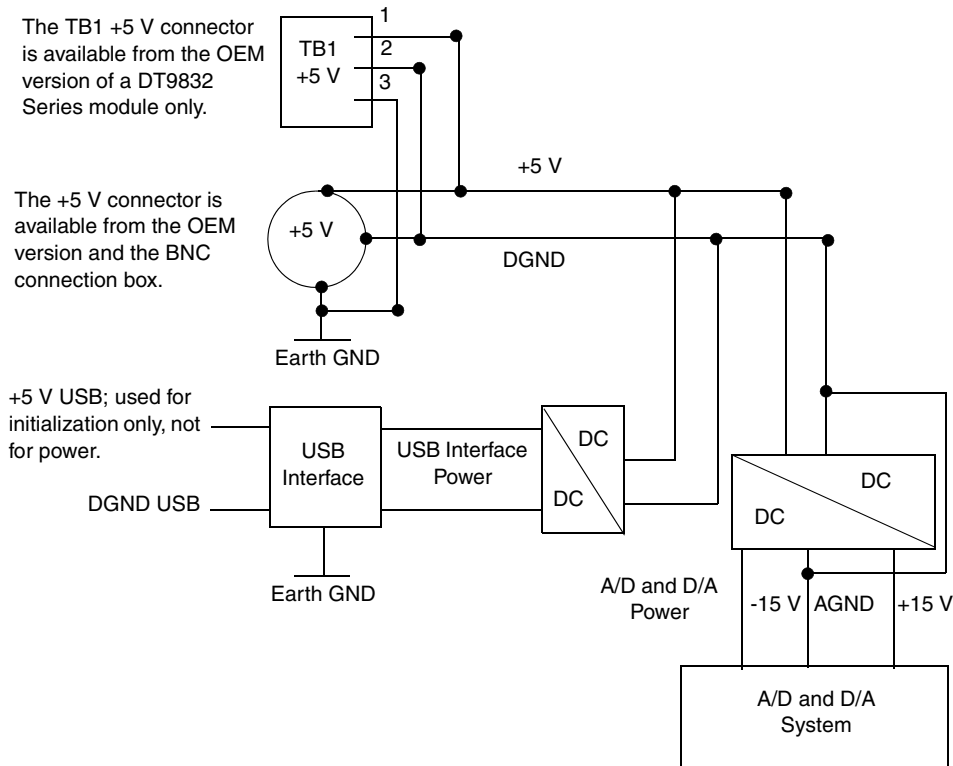 The TB1 +5 V connector
is available from the OEM
version of a DT9832
Series module only.
TB1
+5 V
1
2
3
The +5 V connector is
available from the OEM
version and the BNC
connection box.
+5 V
+5 V
DGND
Earth GND
+5 V USB; used for
initialization only, not
for power.
DGND USB
USB
Interface
USB Interface
Power
DC
DC
Earth GND
DC
DC
A/D and D/A
Power
-15 V
AGND
+15 V
A/D and D/A
System